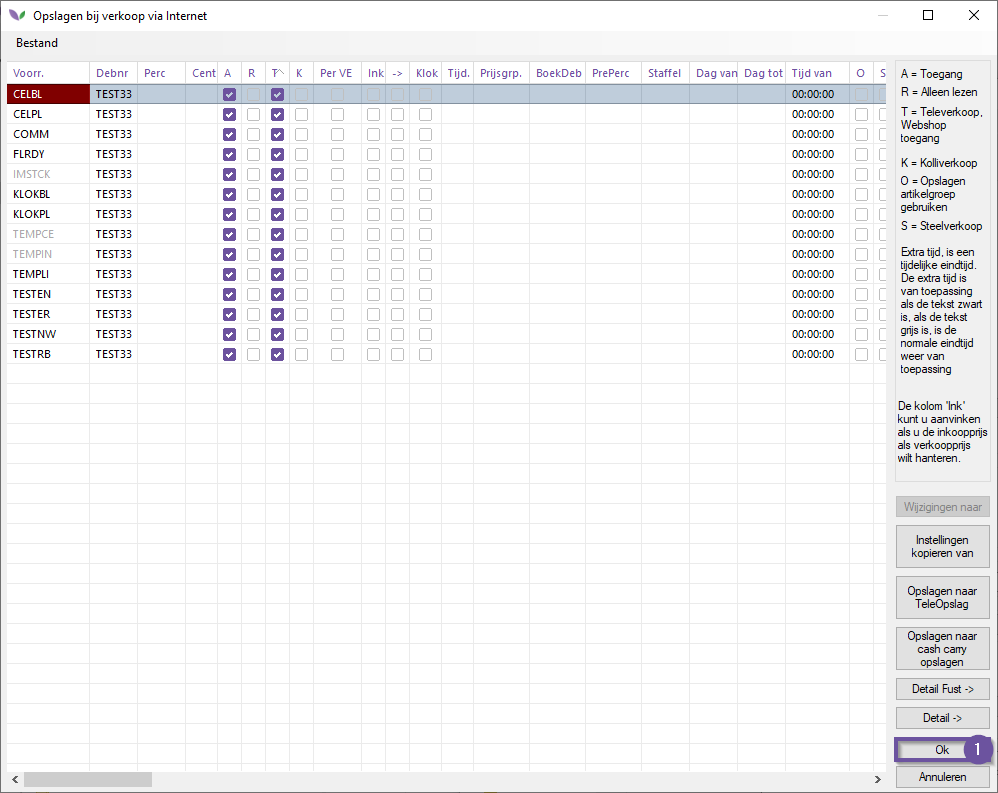 Opslagen bij verkoop via Internet
Bestand
Voorr. Debnr Perc Cent A R T K Per VE Ink -> Klok Tijd. Prijsgrp. BoekDeb PrePerc Staffel Dag van Dag tot Tijd van O S
CELBL TEST33 00:00:00
CELPL TEST33 00:00:00
COMM TEST33 00:00:00
FLRDY TEST33 00:00:00
IMSTCK TEST33 00:00:00
KLOKBL TEST33 00:00:00
KLOKPL TEST33 00:00:00
TEMPCE TEST33 00:00:00
TEMPIN TEST33 00:00:00
TEMPLI TEST33 00:00:00
TESTEN TEST33 00:00:00
TESTER TEST33 00:00:00
TESTNW TEST33 00:00:00
TESTRB TEST33 00:00:00
A = Toegang
R = Alleen lezen
T = Televerkoop,
Webshop
toegang
K = Kolliverkoop
O = Opslagen
artikelgroep
gebruiken
S = Steelverkoop
Extra tijd, is een
tijdelijke eindtijd.
De extra tijd is
van toepassing
als de tekst zwart
is, als de tekst
grijs is, is de
normale eindtijd
weer van
toepassing
De kolom 'Ink'
kunt u aanvinken
als u de inkoopprijs
als verkoopprijs
wilt hanteren.
Wijzigingen naar
Instellingen
kopieren van
Opslagen naar
TeleOpslag
Opslagen naar
cash carry
opslagen
Detail Fust ->
Detail ->
Ok 1
Annuleren